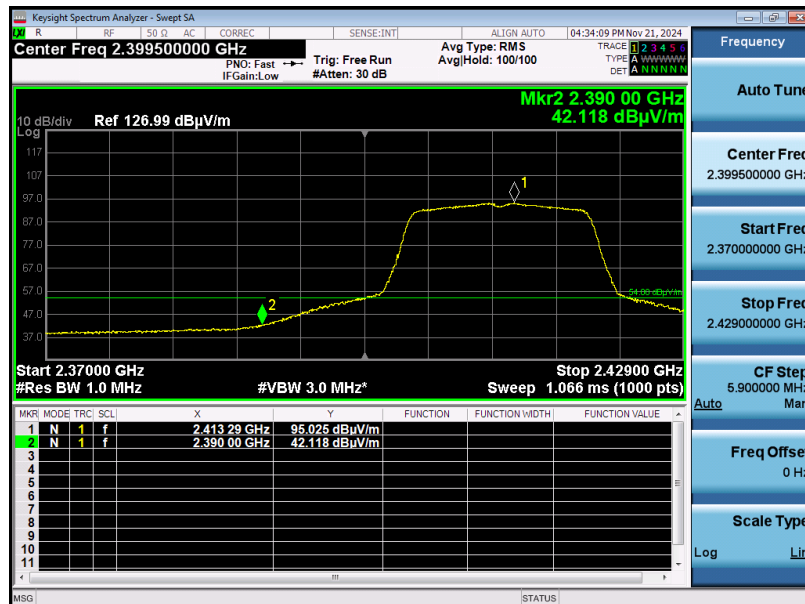 Keysight Spectrum Analyzer - Swept SA
R RF 50 Ω AC CORREC SENSE:INT ALIGN AUTO 04:34:09 PM Nov 21, 2024
Center Freq 2.399500000 GHz
PNO: Fast
IFGain:Low
Trig: Free Run
#Atten: 30 dB
Avg Type: RMS
Avg|Hold: 100/100
TRACE 1 2 3 4 5 6
TYPE A W W W W W
DET A N N N N N
Mkr2 2.390 00 GHz
42.118 dBµV/m
10 dB/div Ref 126.99 dBµV/m
Log
117
107
97.0
87.0
77.0
67.0
57.0
47.0
37.0
1
2
54.00 dBµV/m
Start 2.37000 GHz Stop 2.42900 GHz
#Res BW 1.0 MHz #VBW 3.0 MHz* Sweep 1.066 ms (1000 pts)
MKR MODE TRC SCL X Y FUNCTION FUNCTION WIDTH FUNCTION VALUE
1 N 1 f 2.413 29 GHz 95.025 dBµV/m
2 N 1 f 2.390 00 GHz 42.118 dBµV/m
3
4
5
6
7
8
9
10
11
MSG STATUS
Frequency
Auto Tune
Center Freq
2.399500000 GHz
Start Freq
2.370000000 GHz
Stop Freq
2.429000000 GHz
CF Step
5.900000 MHz
Auto Man
Freq Offset
0 Hz
Scale Type
Log Lin